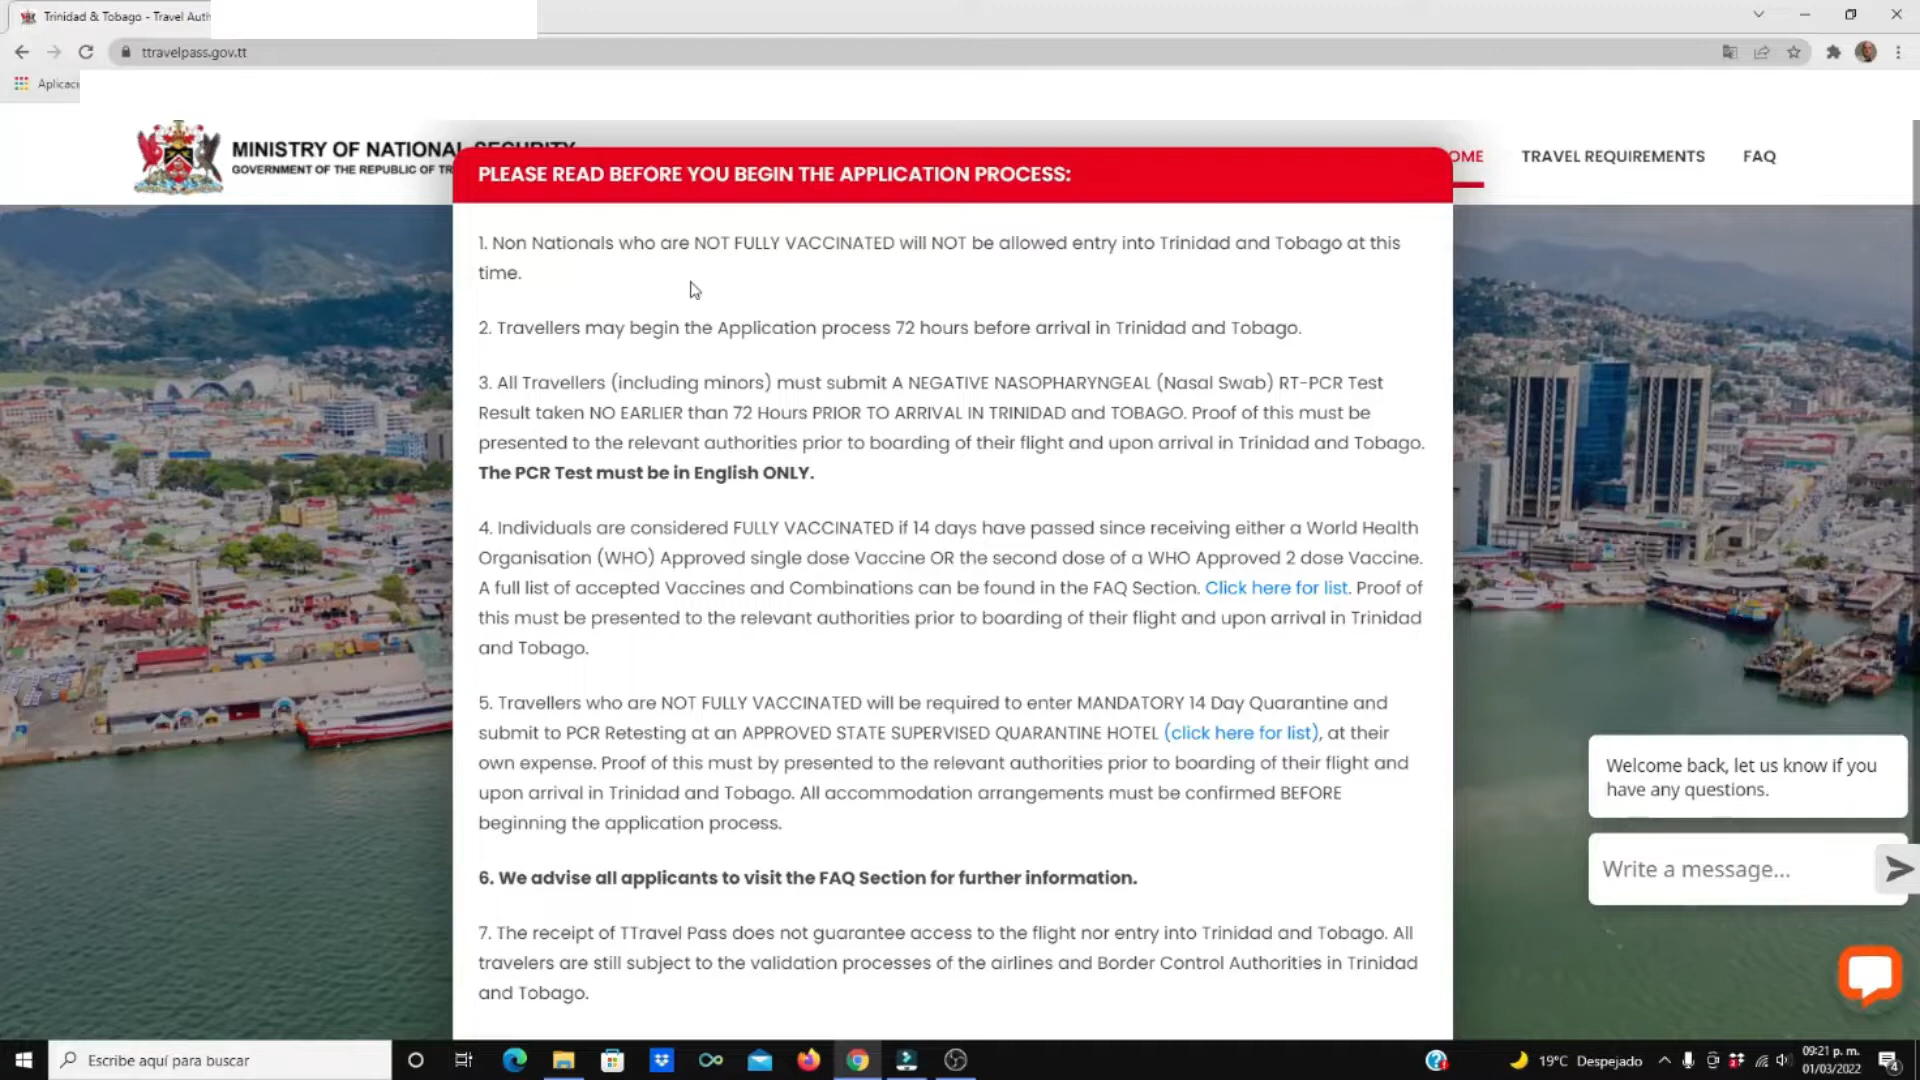 Trinidad & Tobago - Travel Auth
ttravelpass.gov.tt
Aplicaci
MINISTRY OF NATIONAL SECURITY
GOVERNMENT OF THE REPUBLIC OF TR
OME
TRAVEL REQUIREMENTS
FAQ
PLEASE READ BEFORE YOU BEGIN THE APPLICATION PROCESS:
1. Non Nationals who are NOT FULLY VACCINATED will NOT be allowed entry into Trinidad and Tobago at this
time.
2. Travellers may begin the Application process 72 hours before arrival in Trinidad and Tobago.
3. All Travellers (including minors) must submit A NEGATIVE NASOPHARYNGEAL (Nasal Swab) RT-PCR Test
Result taken NO EARLIER than 72 Hours PRIOR TO ARRIVAL IN TRINIDAD and TOBAGO. Proof of this must be
presented to the relevant authorities prior to boarding of their flight and upon arrival in Trinidad and Tobago.
The PCR Test must be in English ONLY.
4. Individuals are considered FULLY VACCINATED if 14 days have passed since receiving either a World Health
Organisation (WHO) Approved single dose Vaccine OR the second dose of a WHO Approved 2 dose Vaccine.
A full list of accepted Vaccines and Combinations can be found in the FAQ Section. Click here for list. Proof of
this must be presented to the relevant authorities prior to boarding of their flight and upon arrival in Trinidad
and Tobago.
5. Travellers who are NOT FULLY VACCINATED will be required to enter MANDATORY 14 Day Quarantine and
submit to PCR Retesting at an APPROVED STATE SUPERVISED QUARANTINE HOTEL (click here for list), at their
own expense. Proof of this must by presented to the relevant authorities prior to boarding of their flight and
upon arrival in Trinidad and Tobago. All accommodation arrangements must be confirmed BEFORE
beginning the application process.
6. We advise all applicants to visit the FAQ Section for further information.
7. The receipt of TTravel Pass does not guarantee access to the flight nor entry into Trinidad and Tobago. All
travelers are still subject to the validation processes of the airlines and Border Control Authorities in Trinidad
and Tobago.
Welcome back, let us know if you
have any questions.
Write a message...
Escribe aquí para buscar
19°C Despejado
09:21 p. m.
01/03/2022
4